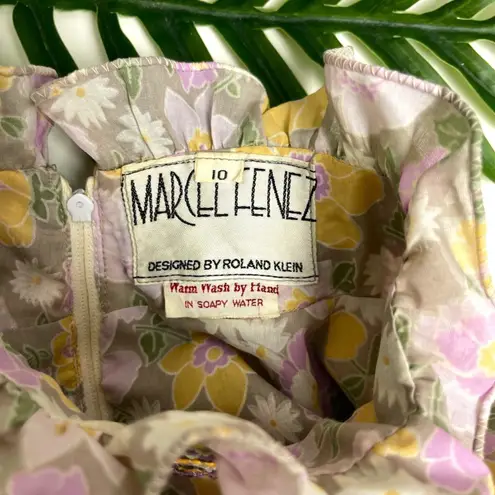 10
MARCEL FENEZ
DESIGNED BY ROLAND KLEIN
Warm Wash by Hand
IN SOAPY WATER